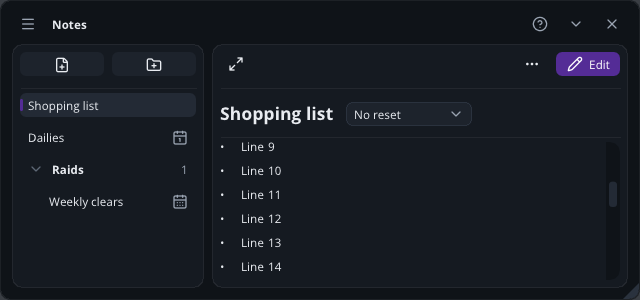 Notes
Edit
Shopping list
Dailies
Raids 1
Weekly clears
Shopping list No reset
• Line 9
• Line 10
• Line 11
• Line 12
• Line 13
• Line 14